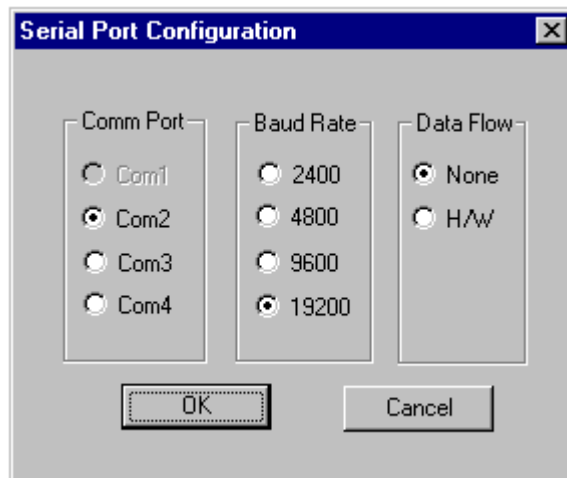 Serial Port Configuration
Comm Port
Com1
Com2
Com3
Com4
Baud Rate
2400
4800
9600
19200
Data Flow
None
H/W
OK
Cancel